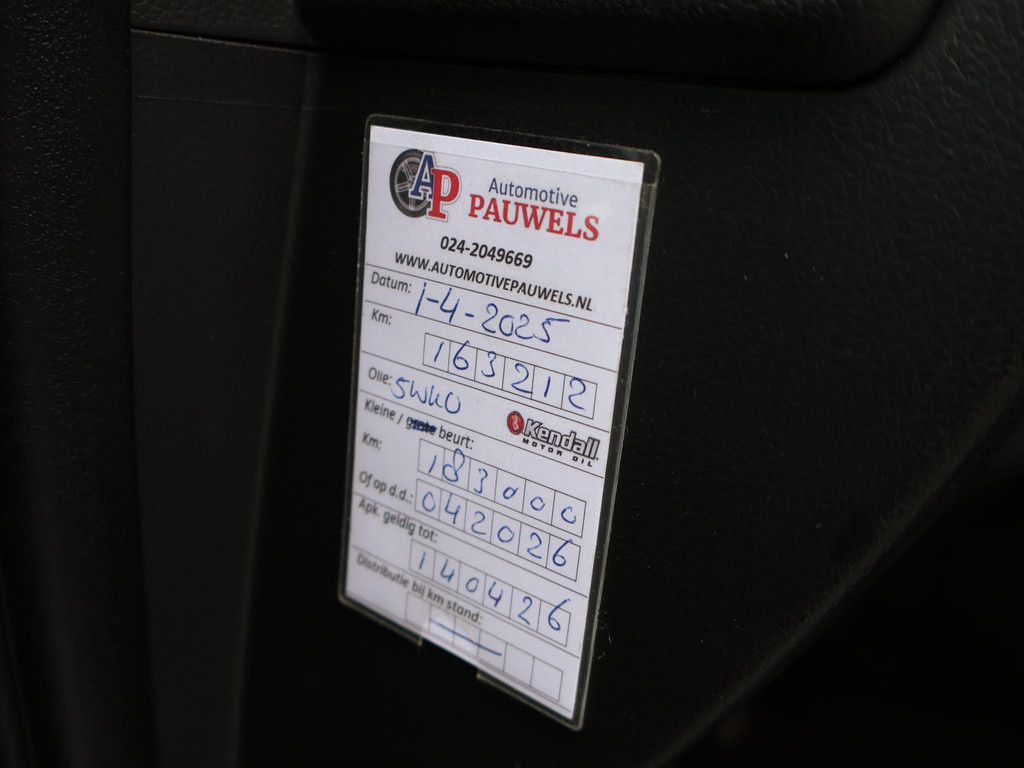 AP Automotive
PAUWELS
024-2049669
WWW.AUTOMOTIVEPAUWELS.NL
Datum: 1-4-2025
Km:
163212
Olie: 5W40
Kendall
MOTOR OIL
Kleine / grote beurt:
Km:
183000
Of op d.d.:
042026
Apk. geldig tot:
140426
Distributie bij km stand: